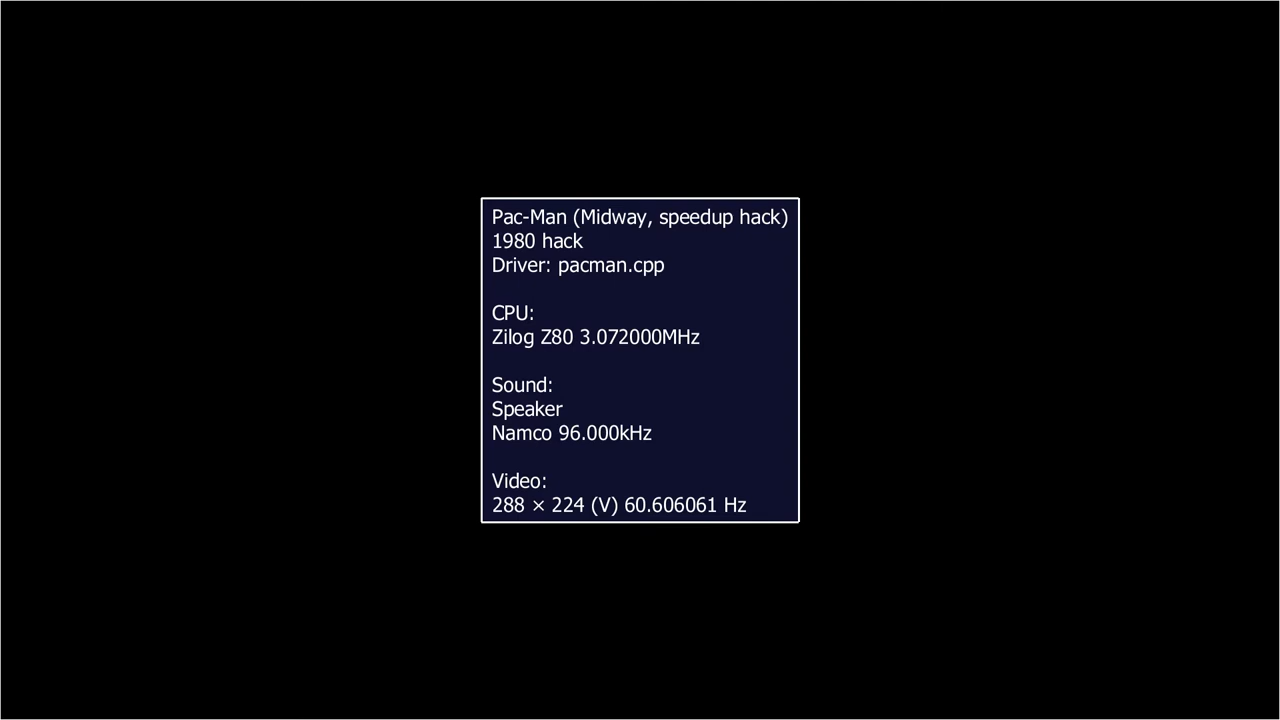 Pac-Man (Midway, speedup hack)
1980 hack
Driver: pacman.cpp
CPU:
Zilog Z80 3.072000MHz
Sound:
Speaker
Namco 96.000kHz
Video:
288 × 224 (V) 60.606061 Hz